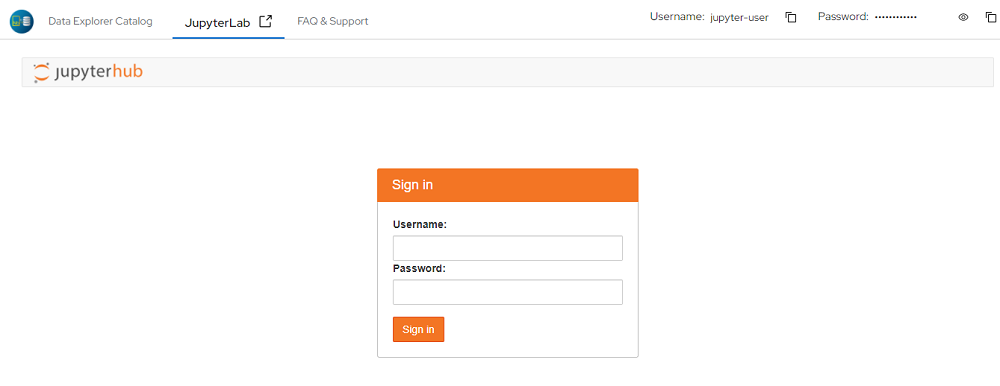 Data Explorer Catalog JupyterLab FAQ & Support Username: jupyter-user Password: ••••••••••••
jupyterhub
Sign in
Username:
Password:
Sign in